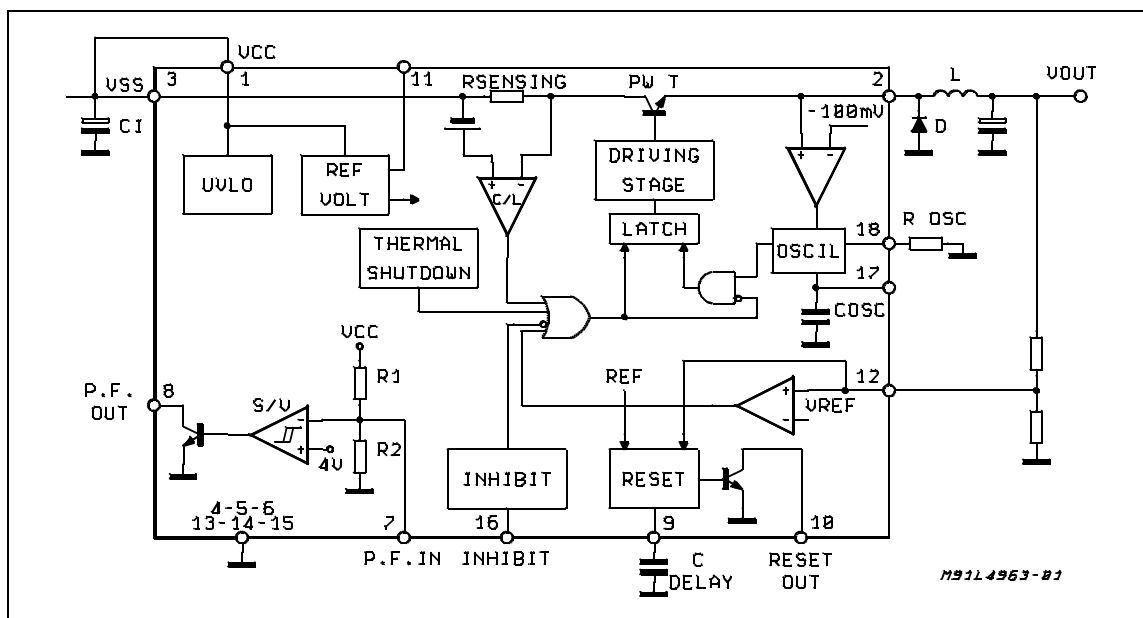 VCC
VSS
3
1
11
RSENSING
PW T
2
L
VOUT
CI
-100mV
D
+
-
+
-
UVLO
REF
VOLT
C/L
DRIVING
STAGE
LATCH
THERMAL
SHUTDOWN
OSCIL
18
R OSC
17
COSC
VCC
R1
REF
12
+
VREF
-
P.F.
OUT
8
S/V
-
+
4V
R2
INHIBIT
RESET
4-5-6
13-14-15
7
16
9
10
P.F.IN
INHIBIT
C
DELAY
RESET
OUT
M91L4963-01